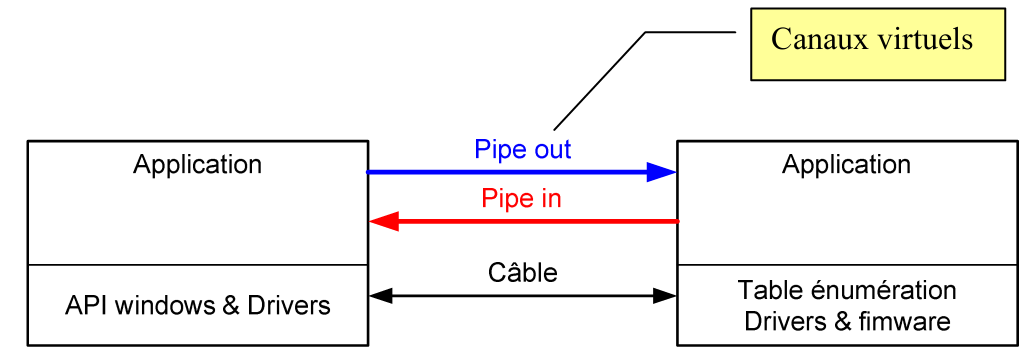 Canaux virtuels
Pipe out
Application
Application
Pipe in
Câble
API windows & Drivers
Table énumération
Drivers & fimware